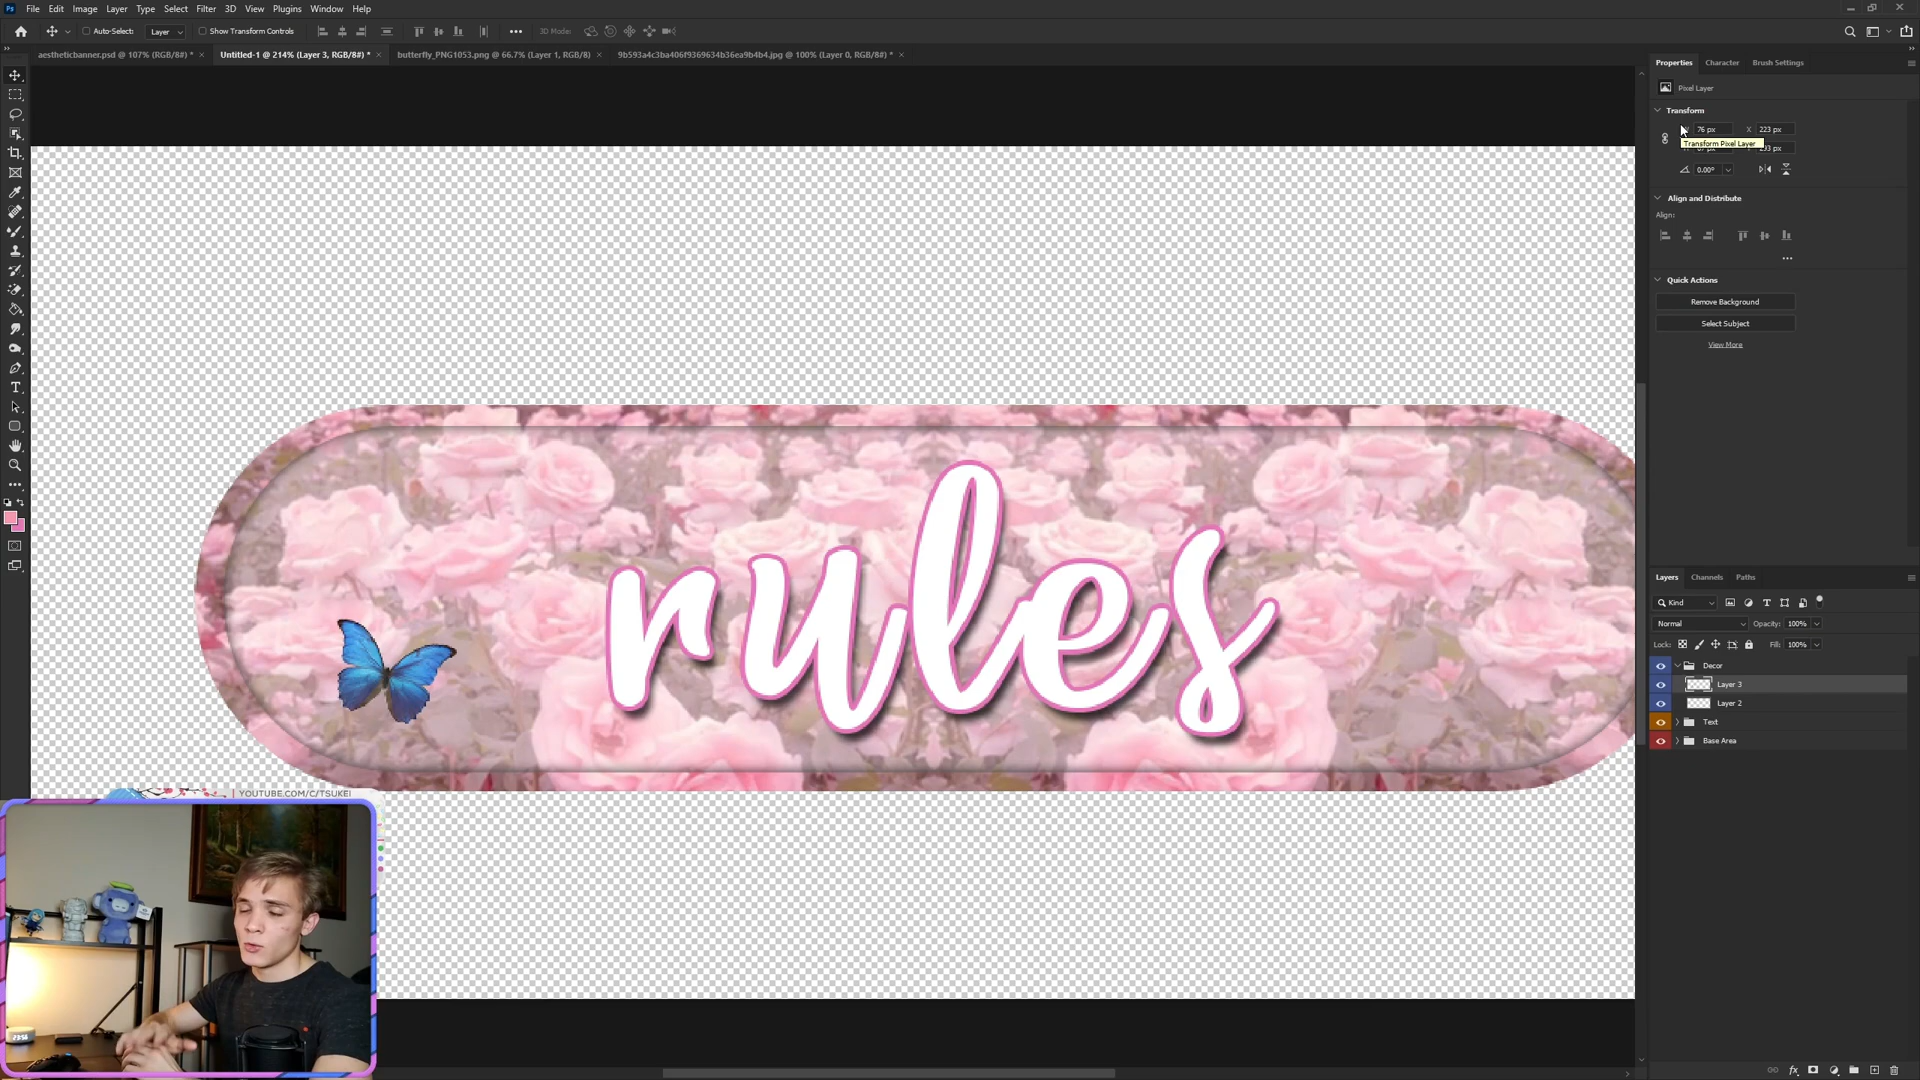 Ps File Edit Image Layer Type Select Filter 3D View Plugins Window Help
Auto-Select: Layer Show Transform Controls 3D Mode:
aestheticbanner.psd @ 107% (RGB/8#) * Untitled-1 @ 214% (Layer 3, RGB/8#) * butterfly_PNG1053.png @ 66.7% (Layer 1, RGB/8) 9b593a4c3ba406f9369634b36ea9b4b4.jpg @ 100% (Layer 0, RGB/8#) *
Properties Character Brush Settings
Pixel Layer
Transform
76 px X 223 px
Transform Pixel Layer
0.00°
Align and Distribute
Align:
Quick Actions
Remove Background
Select Subject
View More
rules
Layers Channels Paths
Kind
Normal Opacity: 100%
Lock: Fill: 100%
Decor
Layer 3
Layer 2
Text
Base Area
| YOUTUBE.COM/C/TSUKEI
23:56